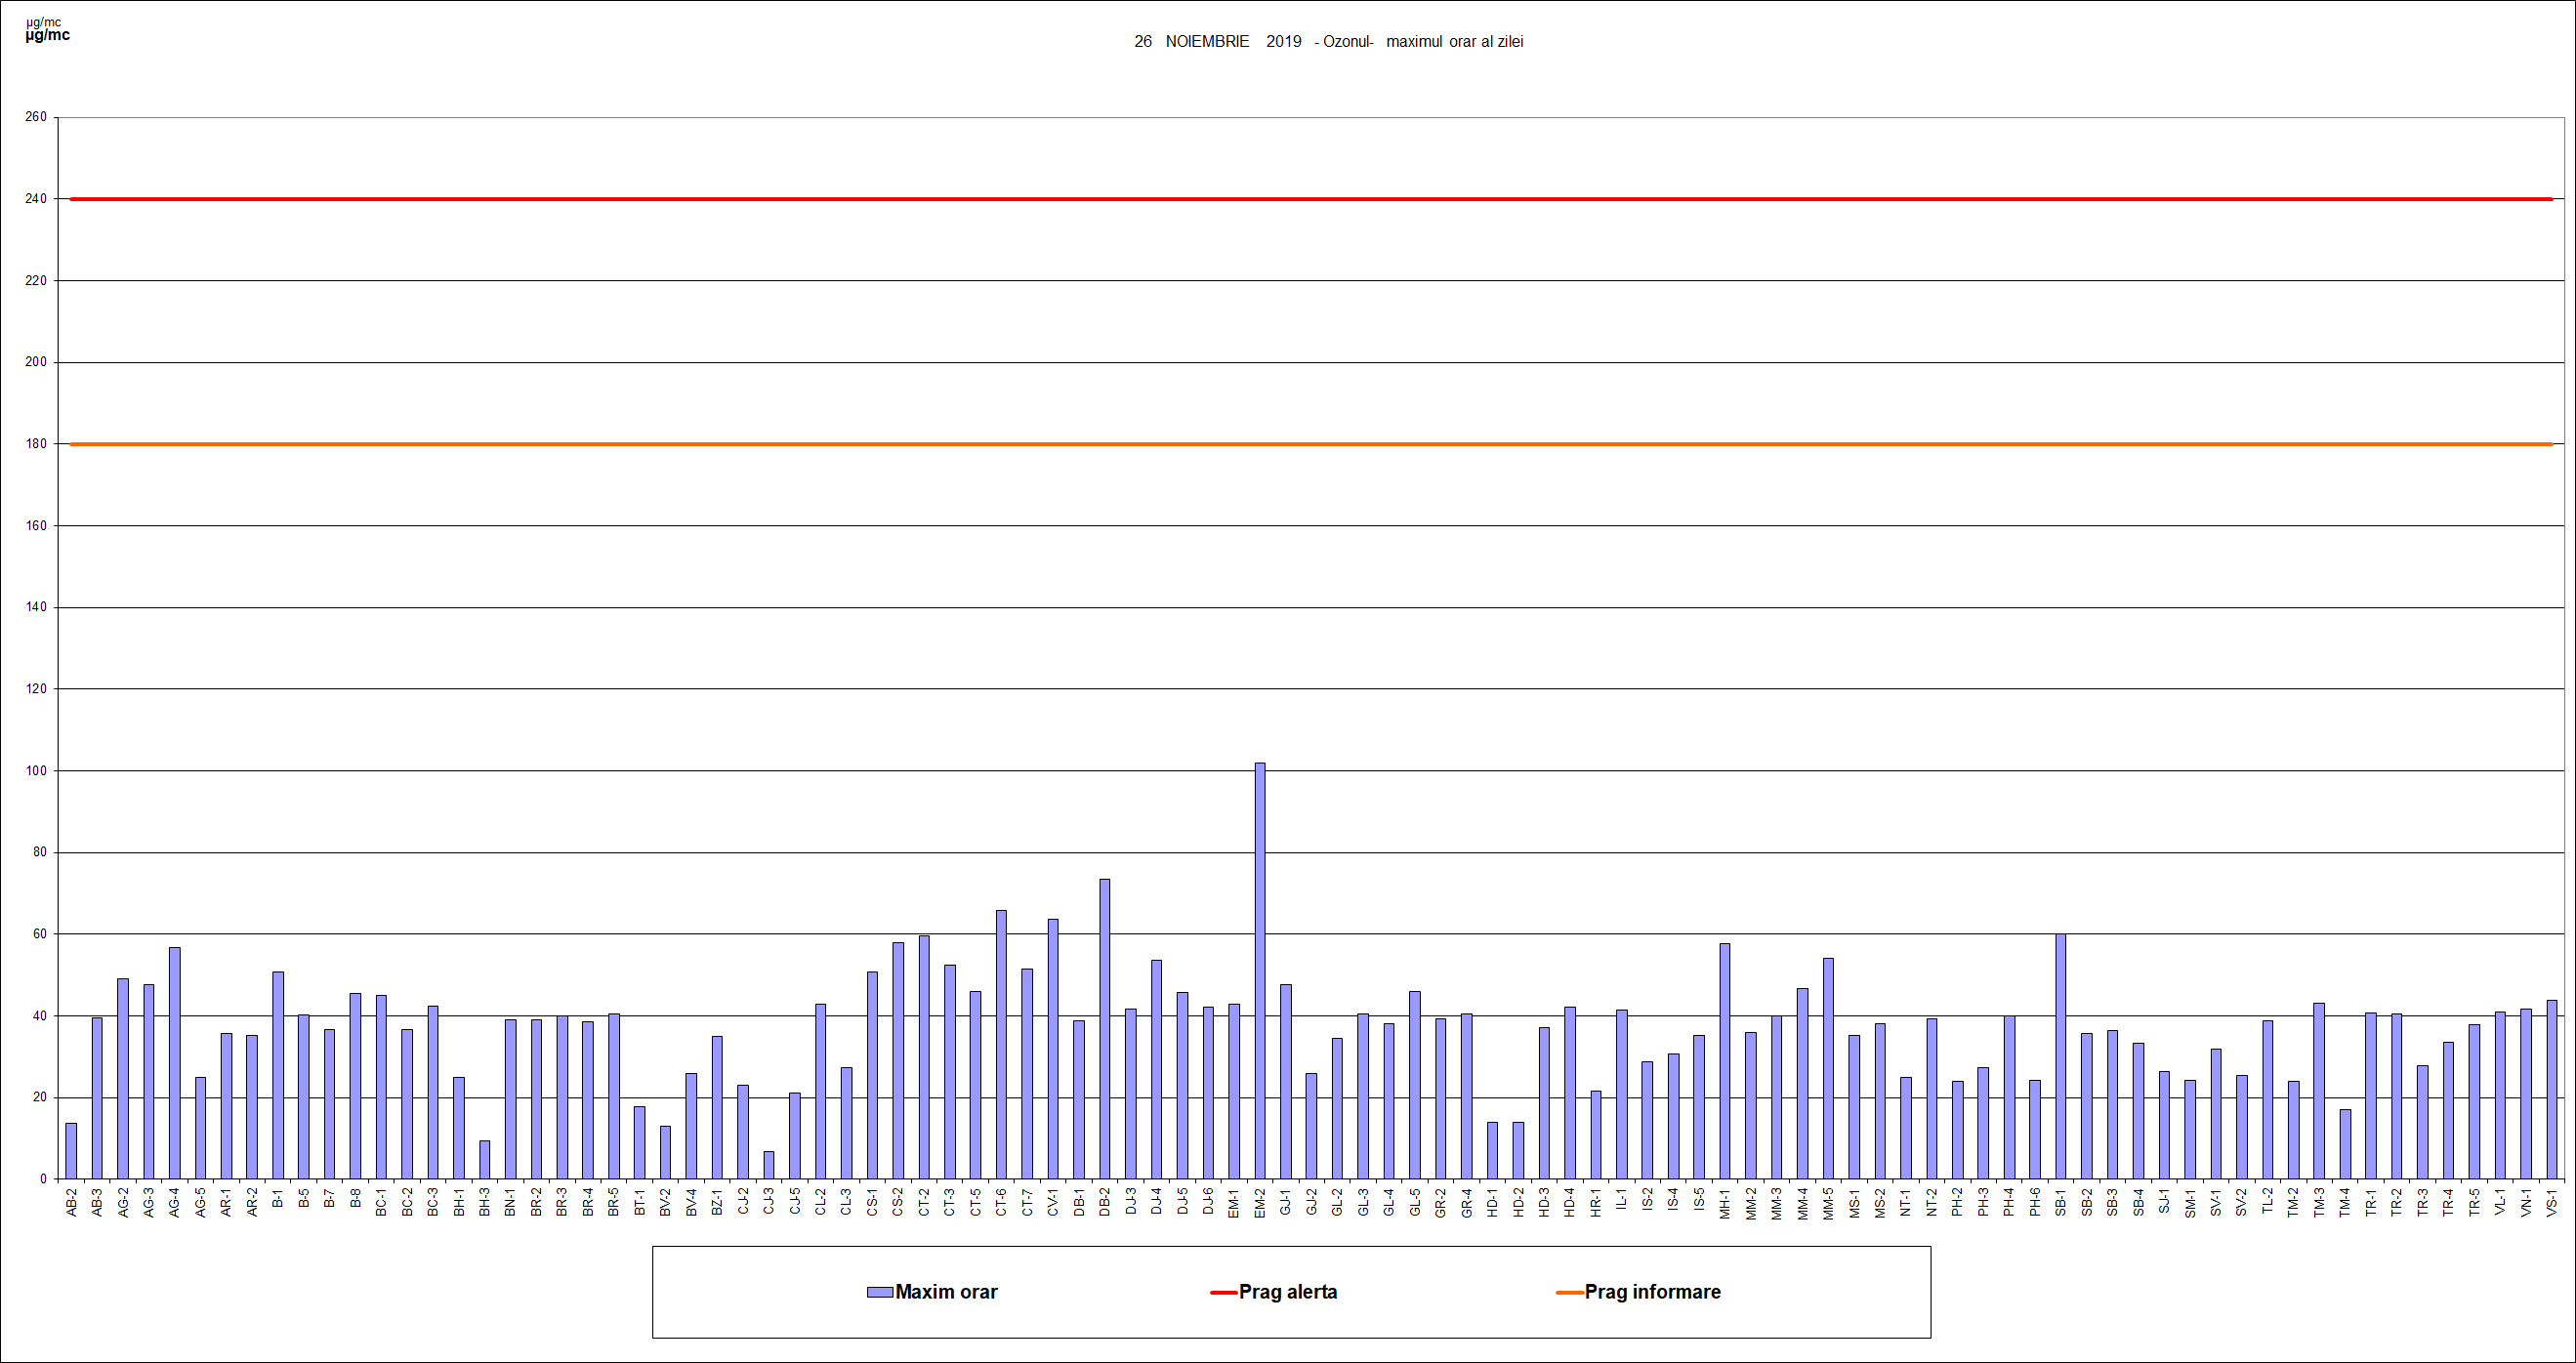 µg/mc
µg/mc
26 NOIEMBRIE 2019 - Ozonul- maximul orar al zilei
260
240
220
200
180
160
140
120
100
80
60
40
20
0
AB-2 AB-3 AG-2 AG-3 AG-4 AG-5 AR-1 AR-2 B-1 B-5 B-7 B-8 BC-1 BC-2 BC-3 BH-1 BH-3 BN-1 BR-2 BR-3 BR-4 BR-5 BT-1 BV-2 BV-4 BZ-1 CJ-2 CJ-3 CJ-5 CL-2 CL-3 CS-1 CS-2 CT-2 CT-3 CT-5 CT-6 CT-7 CV-1 DB-1 DB-2 DJ-3 DJ-4 DJ-5 DJ-6 EM-1 EM-2 GJ-1 GJ-2 GL-2 GL-3 GL-4 GL-5 GR-2 GR-4 HD-1 HD-2 HD-3 HD-4 HR-1 IL-1 IS-2 IS-4 IS-5 MH-1 MM-2 MM-3 MM-4 MM-5 MS-1 MS-2 NT-1 NT-2 PH-2 PH-3 PH-4 PH-6 SB-1 SB-2 SB-3 SB-4 SJ-1 SM-1 SV-1 SV-2 TL-2 TM-2 TM-3 TM-4 TR-1 TR-2 TR-3 TR-4 TR-5 VL-1 VN-1 VS-1
Maxim orar Prag alerta Prag informare